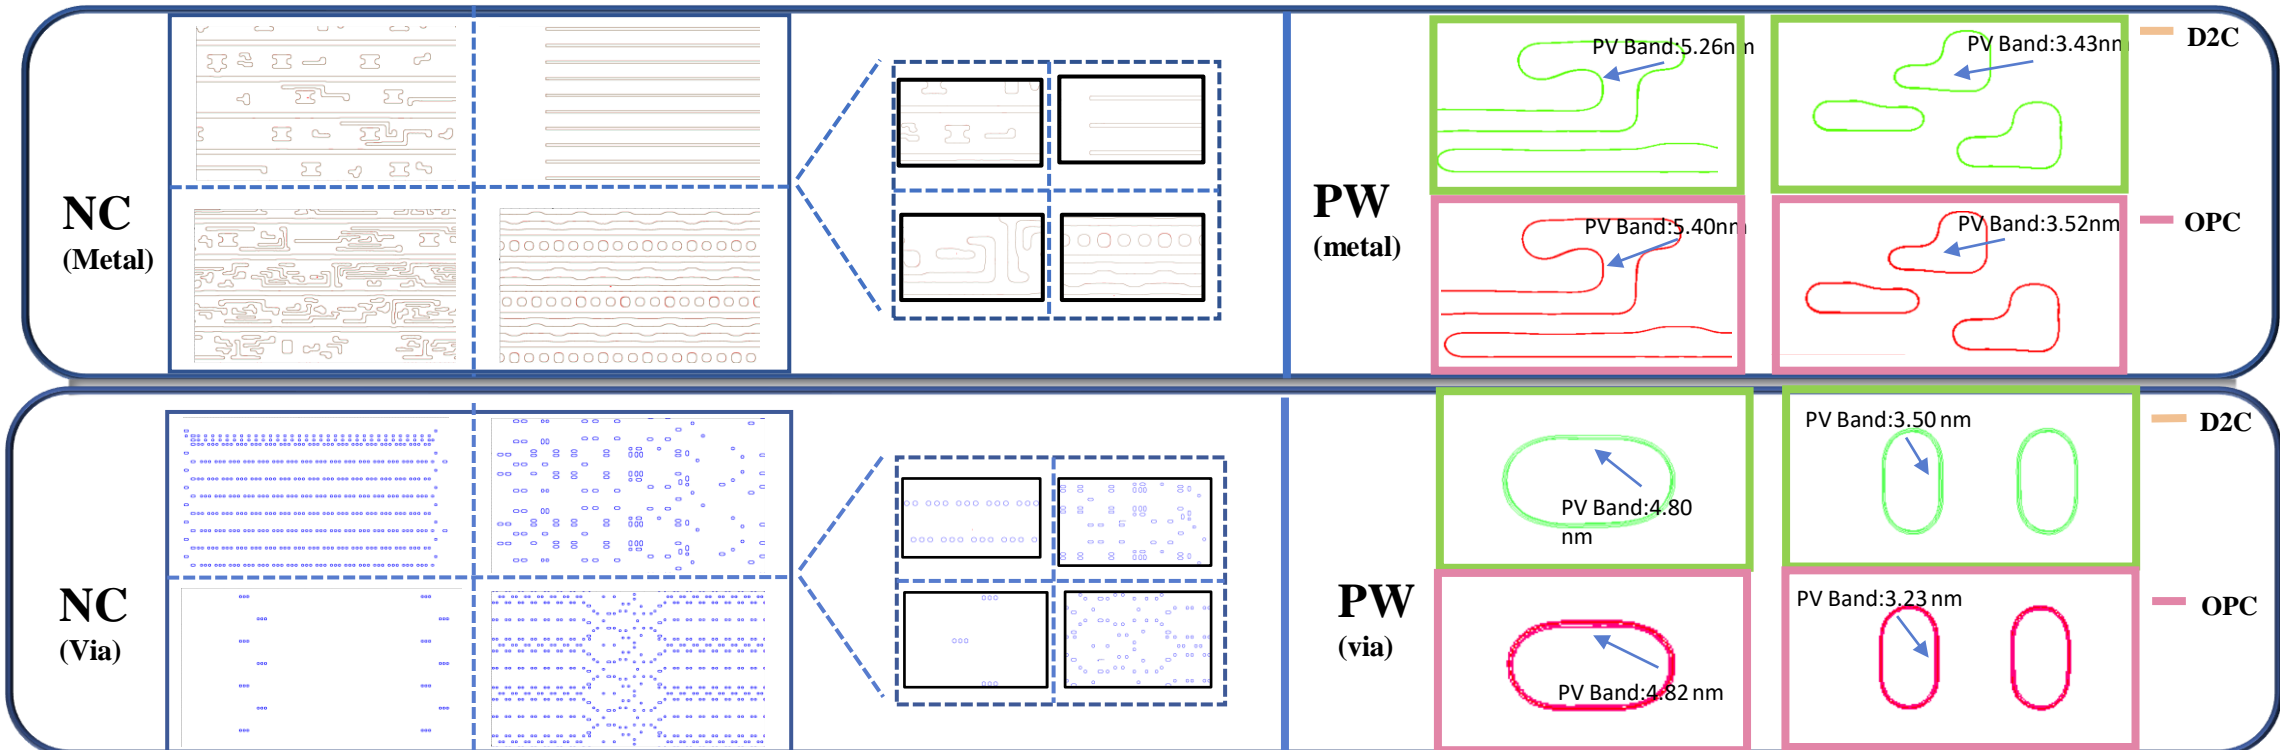 NC
(Metal)
PV Band:5.26nm
PV Band:3.43nm
D2C
PW
(metal)
PV Band:5.40nm
PV Band:3.52nm
OPC
NC
(Via)
PV Band:4.80
nm
PV Band:3.50 nm
D2C
PW
(via)
PV Band:4.82 nm
PV Band:3.23 nm
OPC